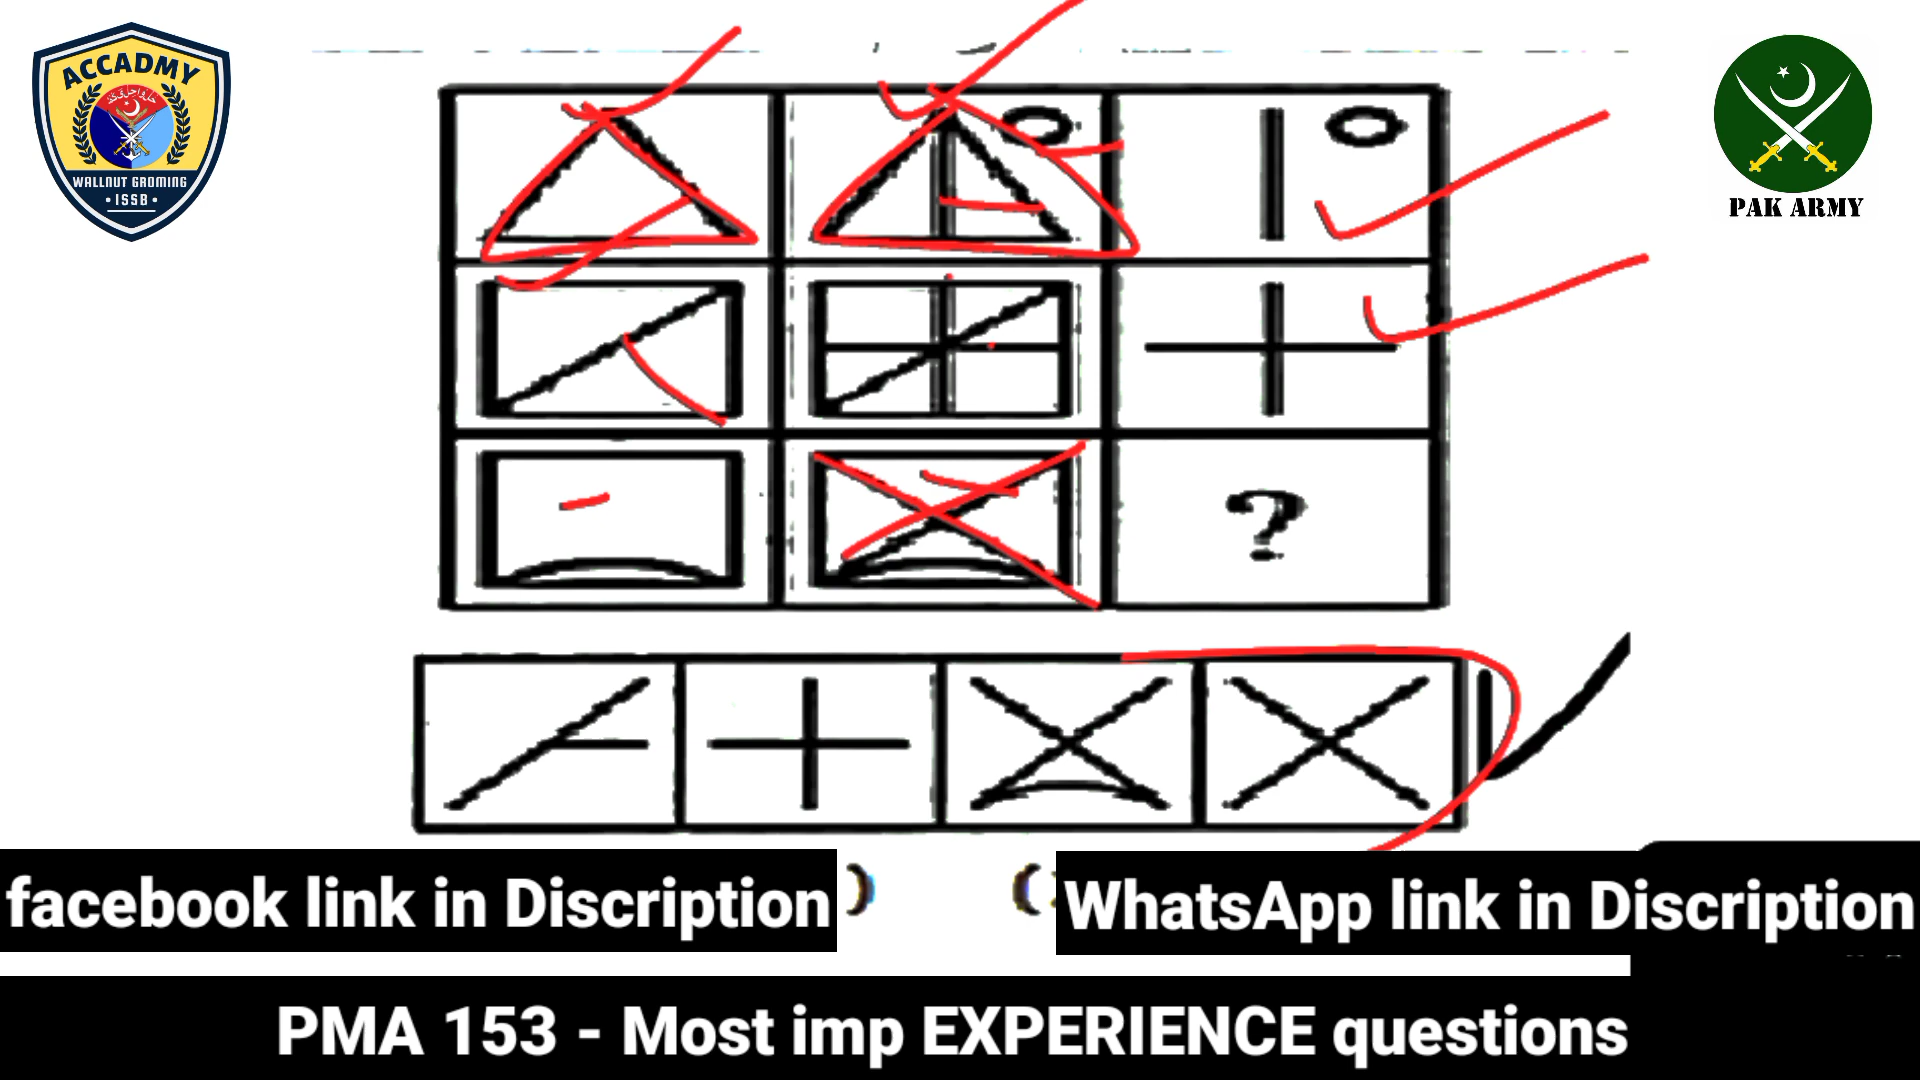 ACCADMY
WALLNUT GROMING
• ISSB •
PAK ARMY
?
facebook link in Discription
)
(
WhatsApp link in Discription
PMA 153 - Most imp EXPERIENCE questions